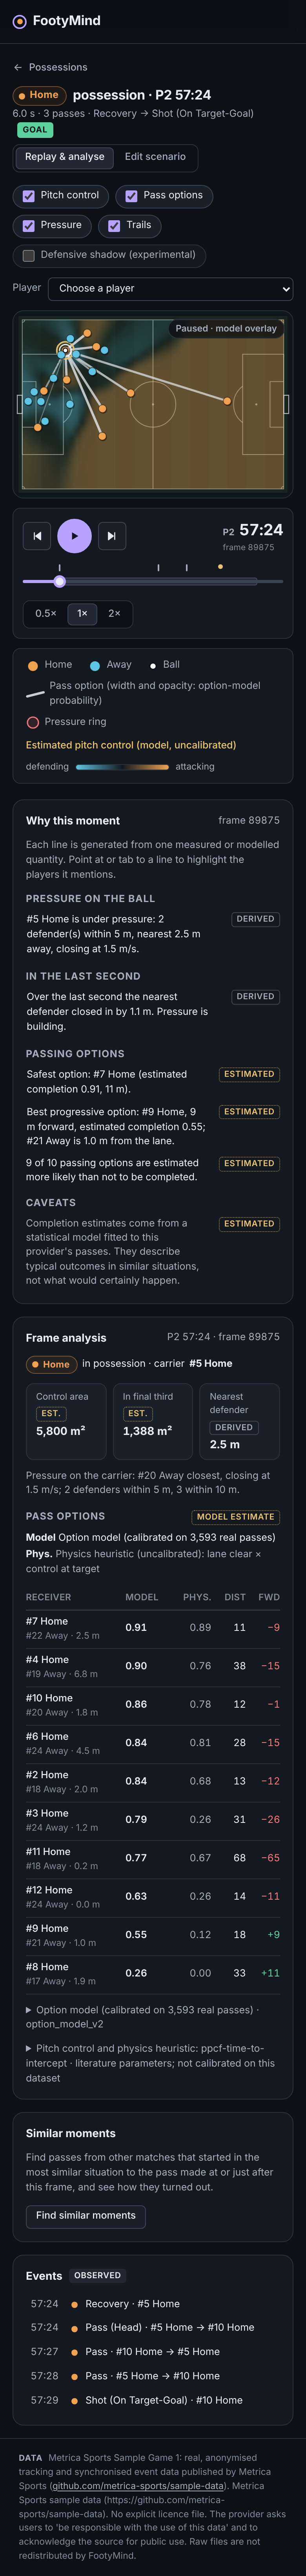 FootyMind
← Possessions
Home possession · P2 57:24
6.0 s · 3 passes · Recovery → Shot (On Target-Goal)
GOAL
Replay & analyse Edit scenario
Pitch control Pass options
Pressure Trails
Defensive shadow (experimental)
Player Choose a player
Paused · model overlay
P2 57:24
frame 89875
0.5× 1× 2×
Home Away Ball
Pass option (width and opacity: option-model
probability)
Pressure ring
Estimated pitch control (model, uncalibrated)
defending attacking
Why this moment frame 89875
Each line is generated from one measured or modelled
quantity. Point at or tab to a line to highlight the
players it mentions.
PRESSURE ON THE BALL
#5 Home is under pressure: 2 DERIVED
defender(s) within 5 m, nearest 2.5 m
away, closing at 1.5 m/s.
IN THE LAST SECOND
Over the last second the nearest DERIVED
defender closed in by 1.1 m. Pressure is
building.
PASSING OPTIONS
Safest option: #7 Home (estimated ESTIMATED
completion 0.91, 11 m).
Best progressive option: #9 Home, 9 ESTIMATED
m forward, estimated completion 0.55;
#21 Away is 1.0 m from the lane.
9 of 10 passing options are estimated ESTIMATED
more likely than not to be completed.
CAVEATS
Completion estimates come from a ESTIMATED
statistical model fitted to this
provider's passes. They describe
typical outcomes in similar situations,
not what would certainly happen.
Frame analysis P2 57:24 · frame 89875
Home in possession · carrier #5 Home
Control area In final third Nearest
defender
EST. EST. DERIVED
5,800 m² 1,388 m² 2.5 m
Pressure on the carrier: #20 Away closest, closing at
1.5 m/s; 2 defenders within 5 m, 3 within 10 m.
PASS OPTIONS MODEL ESTIMATE
Model Option model (calibrated on 3,593 real passes)
Phys. Physics heuristic (uncalibrated): lane clear ×
control at target
RECEIVER MODEL PHYS. DIST FWD
#7 Home 0.91 0.89 11 −9
#22 Away · 2.5 m
#4 Home 0.90 0.76 38 −15
#19 Away · 6.8 m
#10 Home 0.86 0.78 12 −1
#20 Away · 1.8 m
#6 Home 0.84 0.81 28 −15
#24 Away · 4.5 m
#2 Home 0.84 0.68 13 −12
#18 Away · 2.0 m
#3 Home 0.79 0.26 31 −26
#24 Away · 1.2 m
#11 Home 0.77 0.67 68 −65
#18 Away · 0.2 m
#12 Home 0.63 0.26 14 −11
#24 Away · 0.0 m
#9 Home 0.55 0.12 18 +9
#21 Away · 1.0 m
#8 Home 0.26 0.00 33 +11
#17 Away · 1.9 m
▶ Option model (calibrated on 3,593 real passes) ·
option_model_v2
▶ Pitch control and physics heuristic: ppcf-time-to-
intercept · literature parameters; not calibrated on this
dataset
Similar moments
Find passes from other matches that started in the
most similar situation to the pass made at or just after
this frame, and see how they turned out.
Find similar moments
Events OBSERVED
57:24 Recovery · #5 Home
57:24 Pass (Head) · #5 Home → #10 Home
57:27 Pass · #10 Home → #5 Home
57:28 Pass · #5 Home → #10 Home
57:29 Shot (On Target-Goal) · #10 Home
DATA Metrica Sports Sample Game 1: real, anonymised
tracking and synchronised event data published by Metrica
Sports (github.com/metrica-sports/sample-data). Metrica
Sports sample data (https://github.com/metrica-
sports/sample-data). No explicit licence file. The provider asks
users to 'be responsible with the use of this data' and to
acknowledge the source for public use. Raw files are not
redistributed by FootyMind.